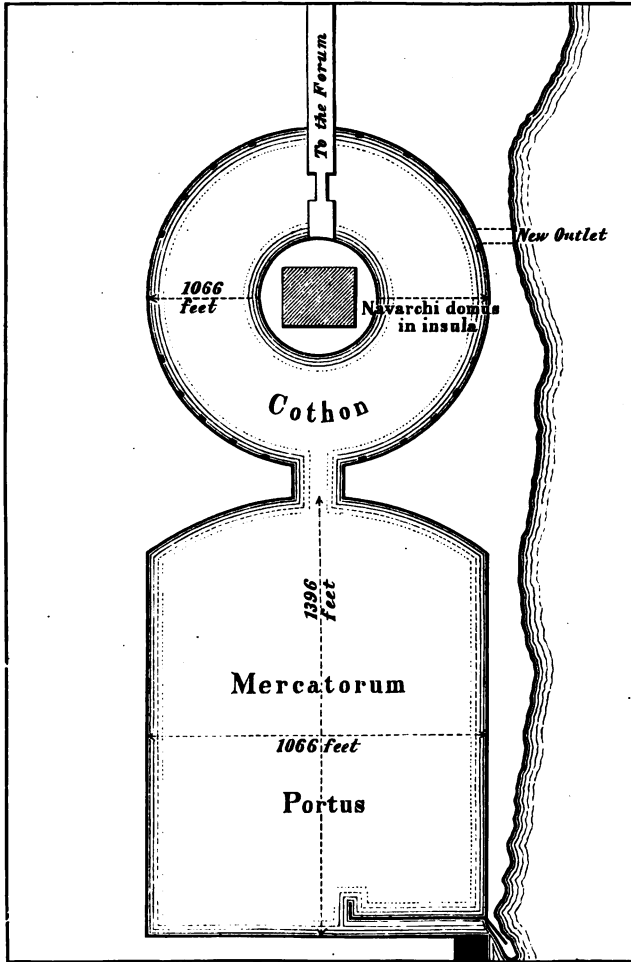 To the Forum
New Outlet
1066
feet
Navarchi domus
in insula
Cothon
1396
feet
Mercatorum
1066 feet
Portus